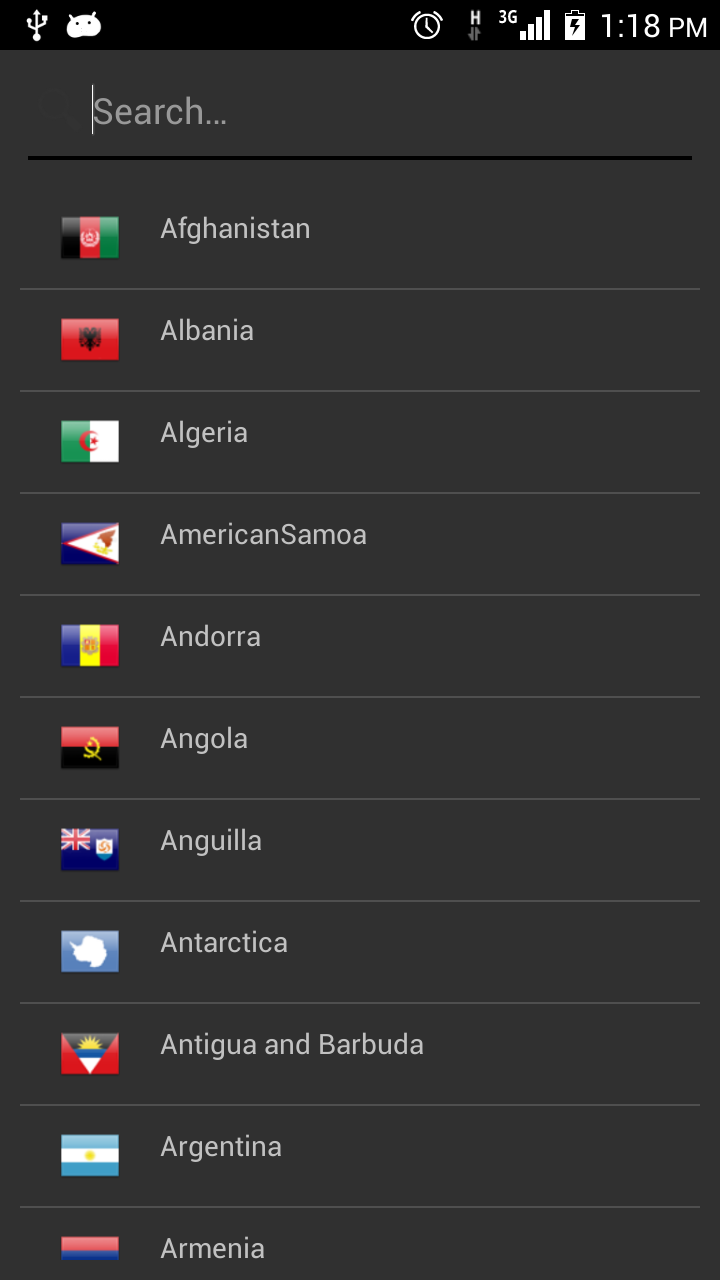 H 3G 1:18 PM
Search...
Afghanistan
Albania
Algeria
AmericanSamoa
Andorra
Angola
Anguilla
Antarctica
Antigua and Barbuda
Argentina
Armenia